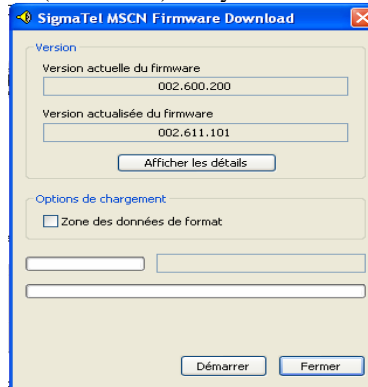 SigmaTel MSCN Firmware Download
Version
Version actuelle du firmware
002.600.200
Version actualisée du firmware
002.611.101
Afficher les détails
Options de chargement
Zone des données de format
Démarrer Fermer